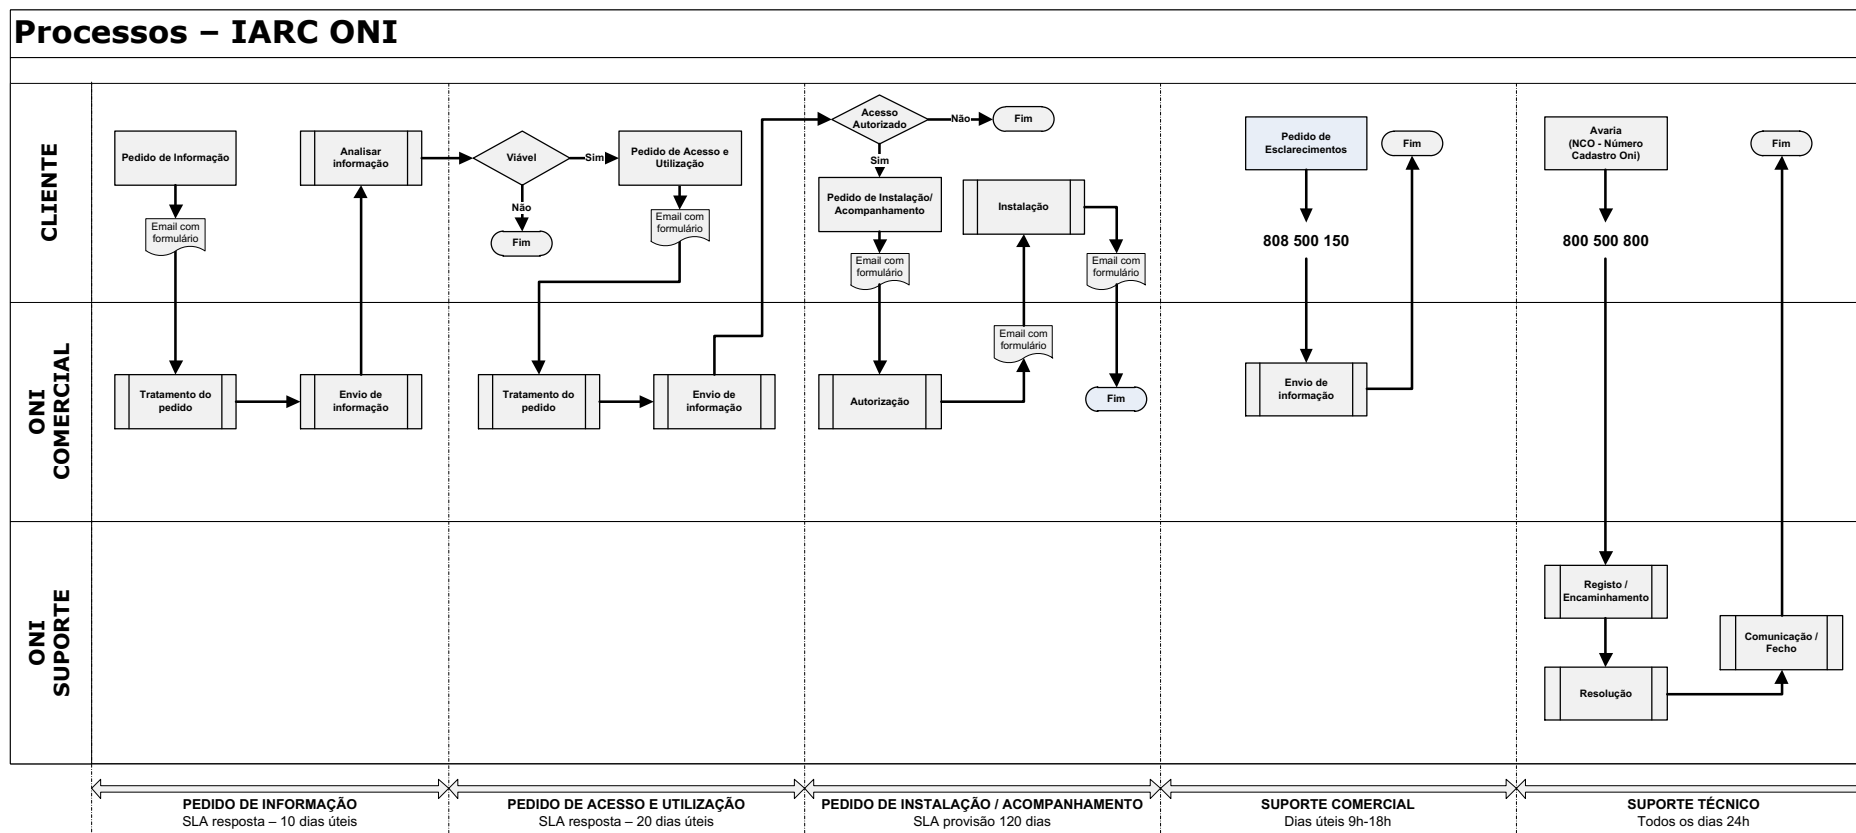 Processos – IARC ONI
CLIENTE
Pedido de Informação
Email com
formulário
Analisar
informação
Viável
Sim
Não
Fim
Pedido de Acesso e
Utilização
Email com
formulário
Acesso
Autorizado
Não
Fim
Sim
Pedido de Instalação/
Acompanhamento
Email com
formulário
Instalação
Email com
formulário
Pedido de
Esclarecimentos
808 500 150
Fim
Avaria
(NCO - Número
Cadastro Oni)
800 500 800
Fim
ONI
COMERCIAL
Tratamento do
pedido
Envio de
informação
Tratamento do
pedido
Envio de
informação
Autorização
Email com
formulário
Fim
Envio de
informação
ONI
SUPORTE
Registo /
Encaminhamento
Resolução
Comunicação /
Fecho
PEDIDO DE INFORMAÇÃO
SLA resposta – 10 dias úteis
PEDIDO DE ACESSO E UTILIZAÇÃO
SLA resposta – 20 dias úteis
PEDIDO DE INSTALAÇÃO / ACOMPANHAMENTO
SLA provisão 120 dias
SUPORTE COMERCIAL
Dias úteis 9h-18h
SUPORTE TÉCNICO
Todos os dias 24h